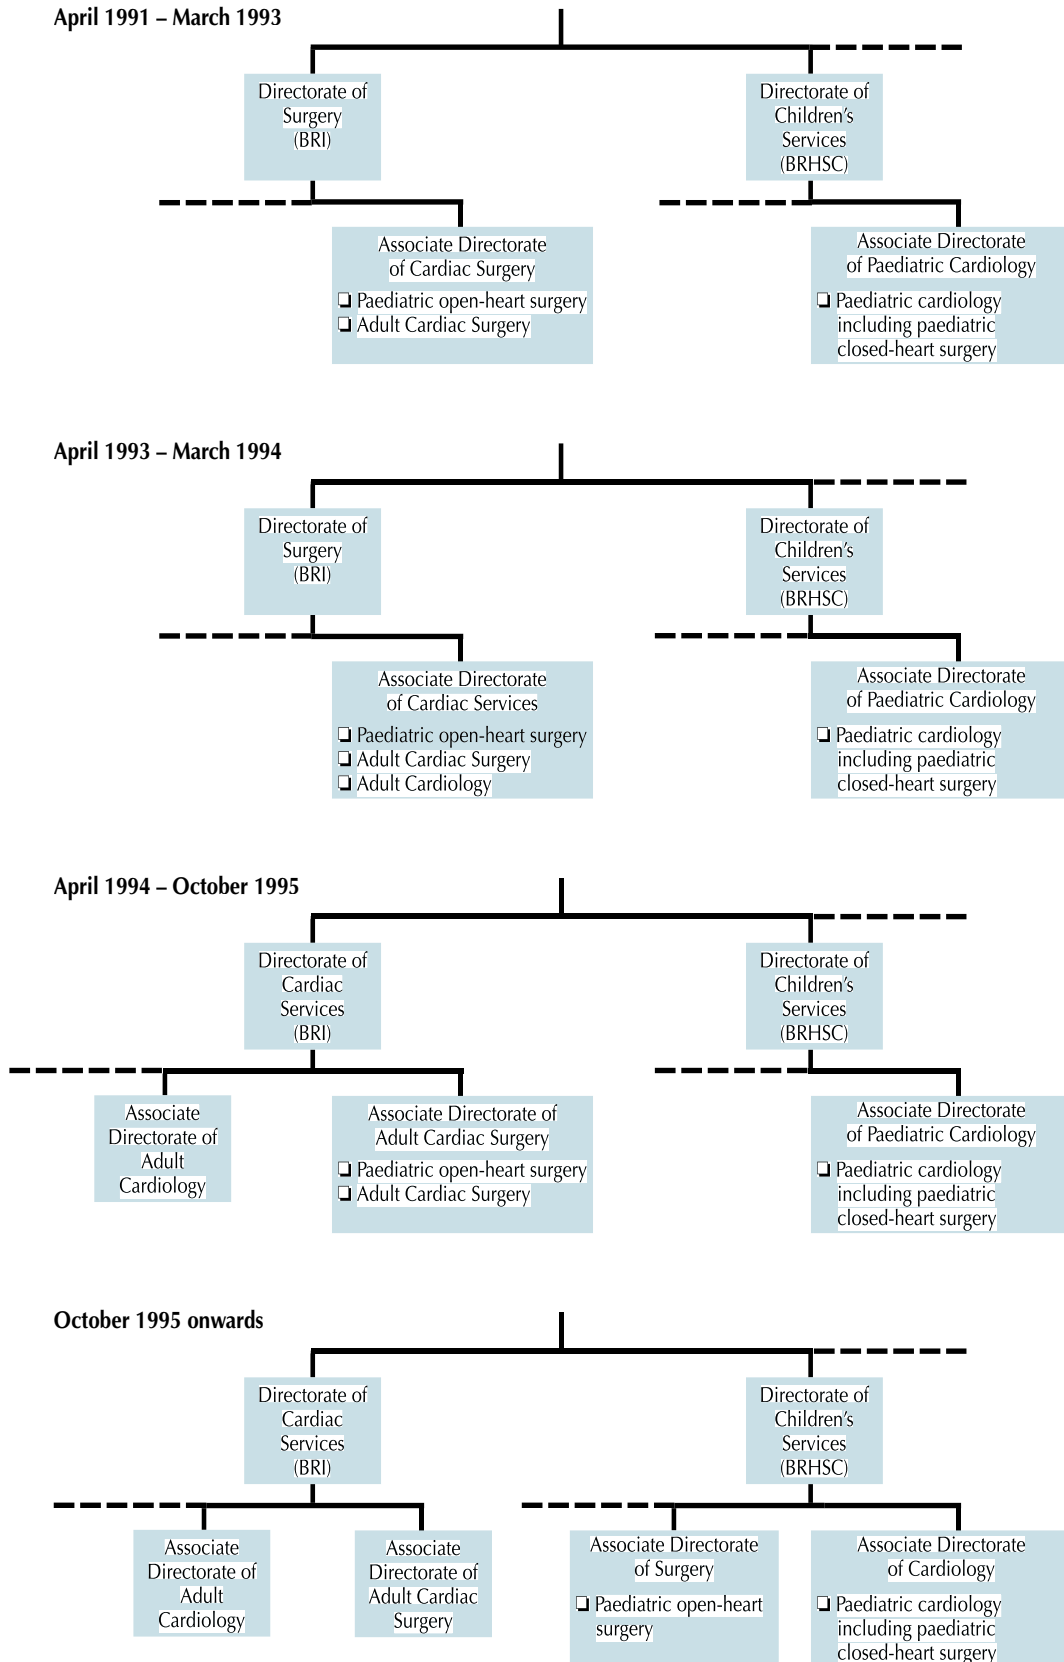 April 1991 – March 1993
Directorate of
Surgery
(BRI)
Directorate of
Children's
Services
(BRHSC)
Associate Directorate
of Cardiac Surgery
❏ Paediatric open-heart surgery
❏ Adult Cardiac Surgery
Associate Directorate
of Paediatric Cardiology
❏ Paediatric cardiology
including paediatric
closed-heart surgery
April 1993 – March 1994
Directorate of
Surgery
(BRI)
Directorate of
Children's
Services
(BRHSC)
Associate Directorate
of Cardiac Services
❏ Paediatric open-heart surgery
❏ Adult Cardiac Surgery
❏ Adult Cardiology
Associate Directorate
of Paediatric Cardiology
❏ Paediatric cardiology
including paediatric
closed-heart surgery
April 1994 – October 1995
Directorate of
Cardiac
Services
(BRI)
Directorate of
Children's
Services
(BRHSC)
Associate
Directorate of
Adult
Cardiology
Associate Directorate of
Adult Cardiac Surgery
❏ Paediatric open-heart surgery
❏ Adult Cardiac Surgery
Associate Directorate
of Paediatric Cardiology
❏ Paediatric cardiology
including paediatric
closed-heart surgery
October 1995 onwards
Directorate of
Cardiac
Services
(BRI)
Directorate of
Children's
Services
(BRHSC)
Associate
Directorate of
Adult
Cardiology
Associate
Directorate of
Adult Cardiac
Surgery
Associate Directorate
of Surgery
❏ Paediatric open-heart
surgery
Associate Directorate
of Cardiology
❏ Paediatric cardiology
including paediatric
closed-heart surgery